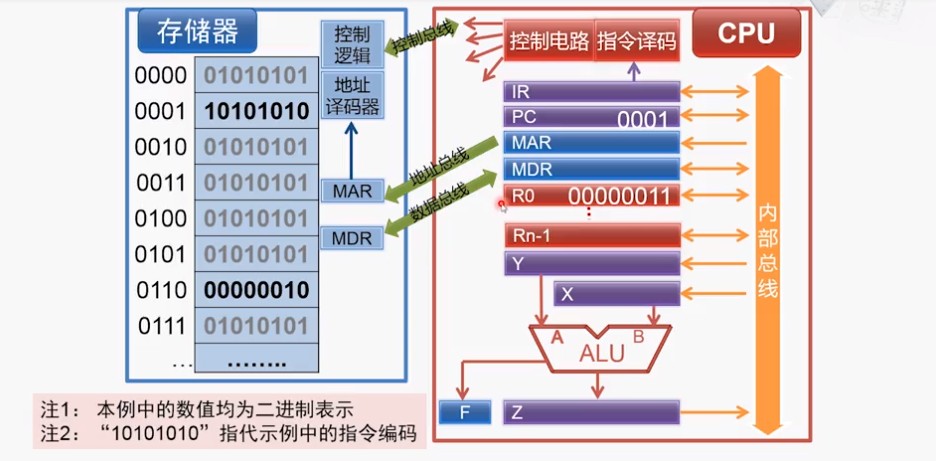 存储器
控制
逻辑
控制总线
控制电路 指令译码
CPU
0000 01010101
0001 10101010
0010 01010101
0011 01010101
0100 01010101
0101 01010101
0110 00000010
0111 01010101
... ........
地址
译码器
MAR
MDR
地址总线
数据总线
IR
PC 0001
MAR
MDR
R0 00000011
⋮
Rn-1
Y
X
A B
ALU
F
Z
内部总线
注1： 本例中的数值均为二进制表示
注2：“10101010”指代示例中的指令编码